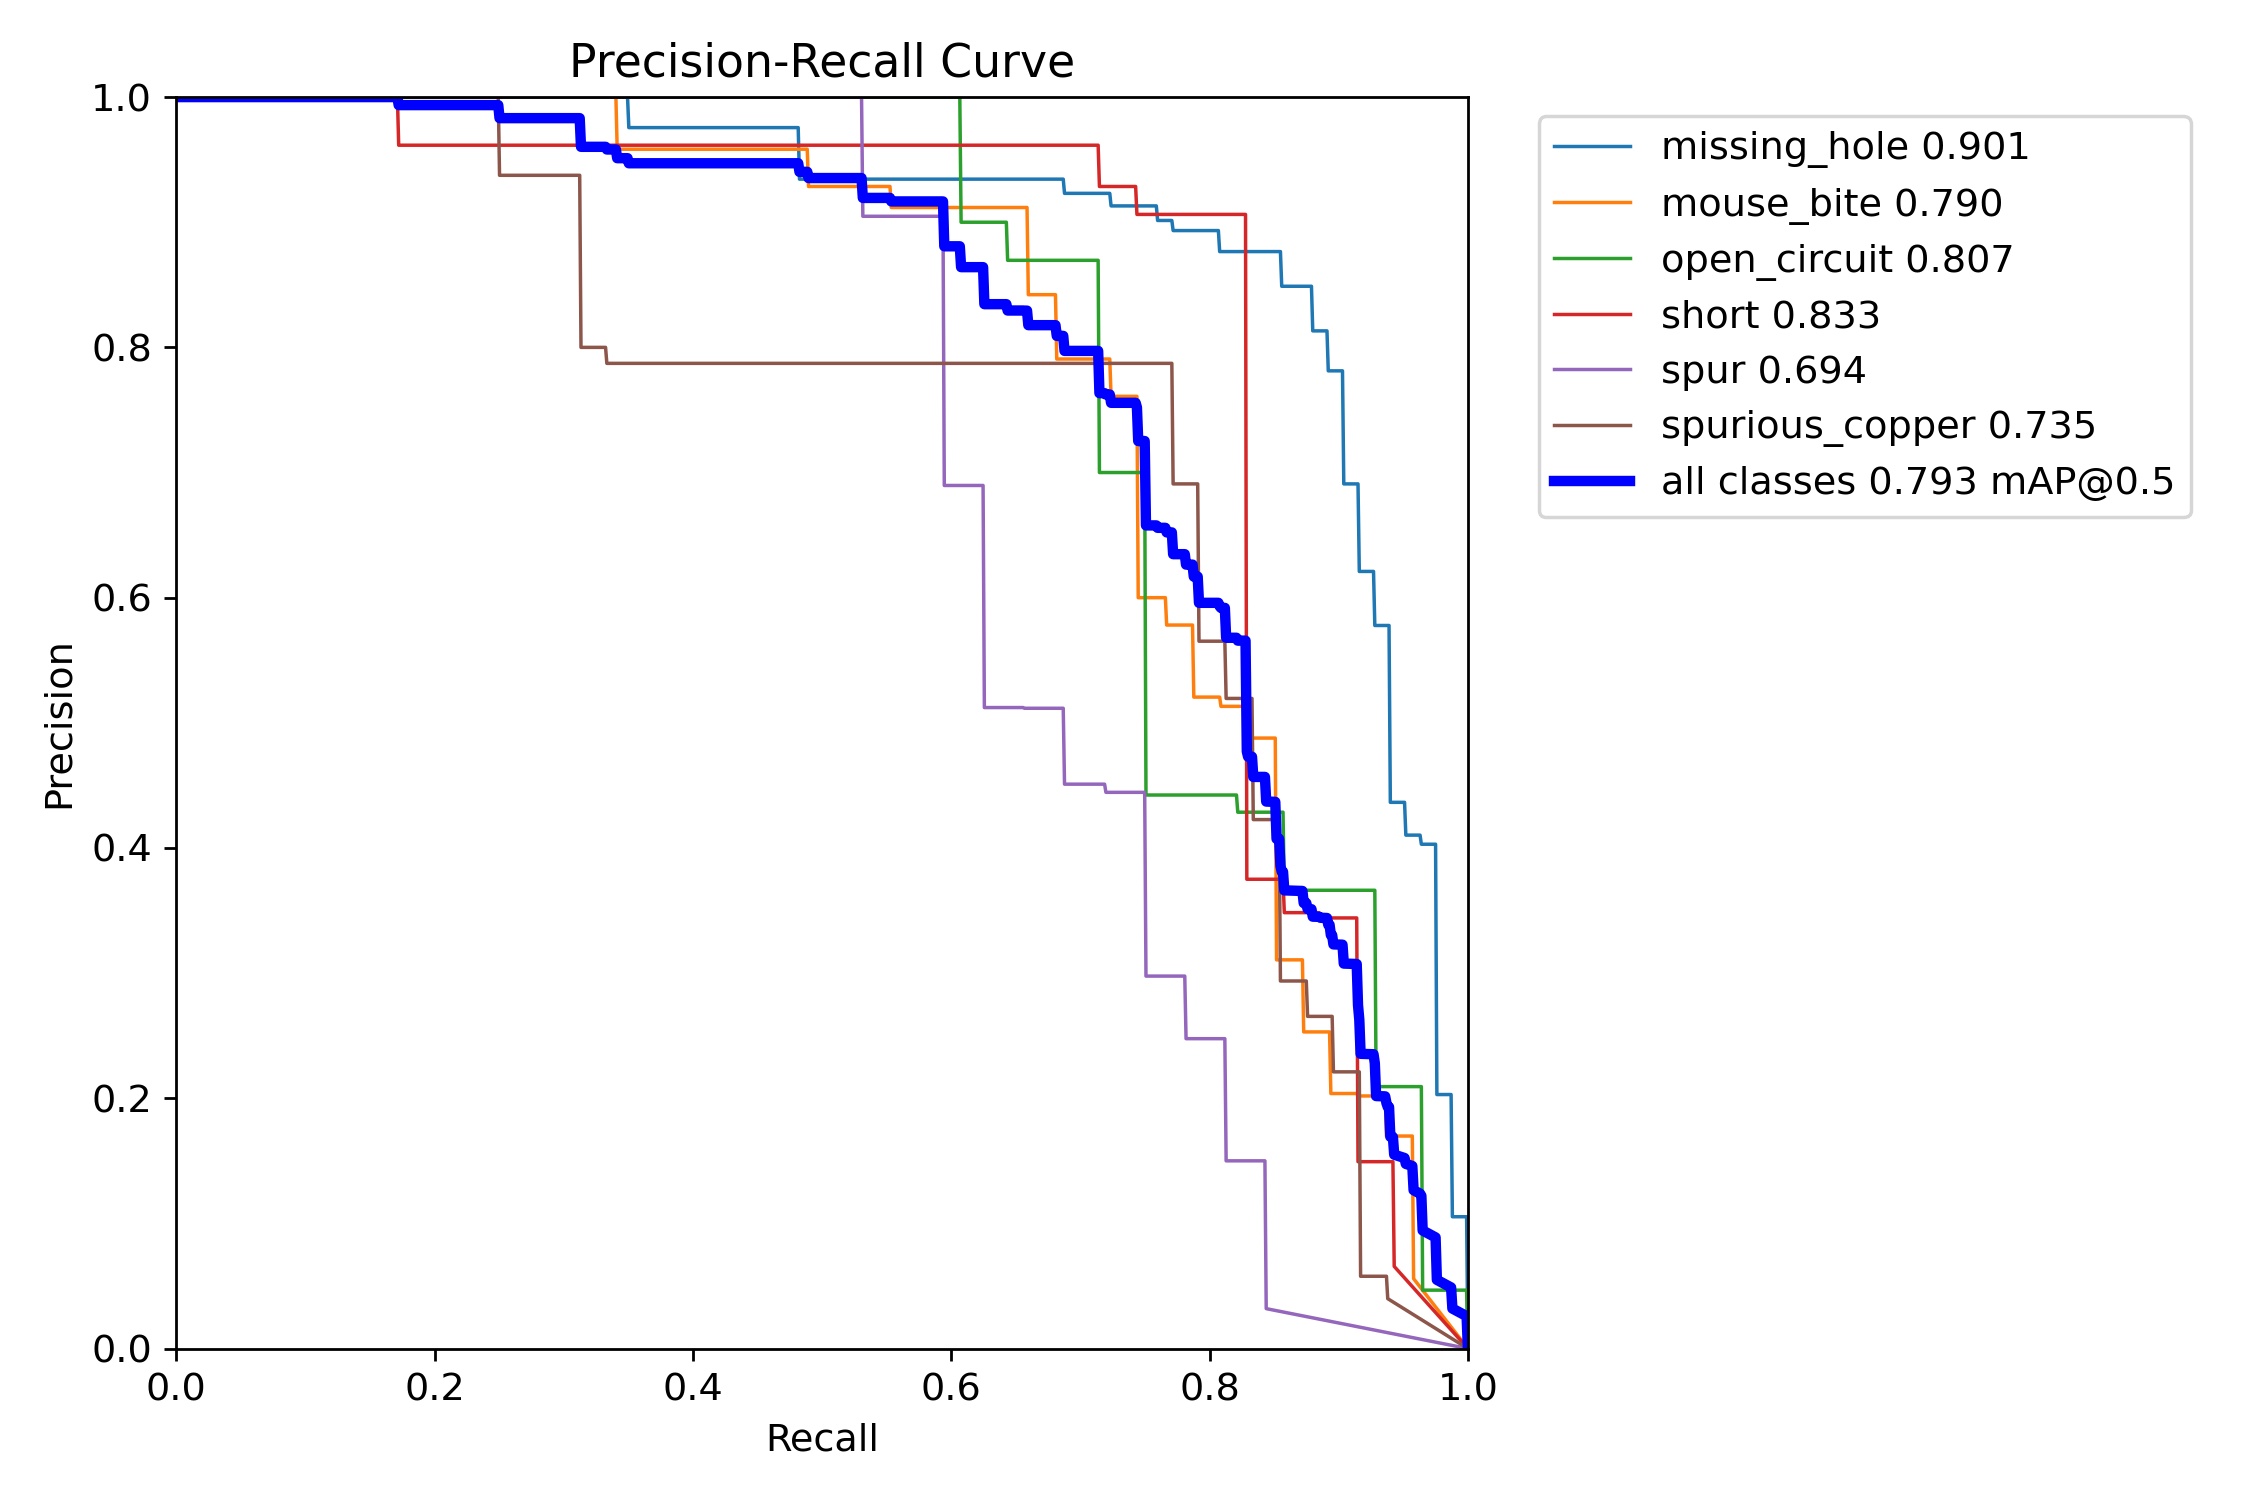 Precision-Recall Curve
1.0
0.8
0.6
0.4
0.2
0.0
Precision
0.0 0.2 0.4 0.6 0.8 1.0
Recall
missing_hole 0.901
mouse_bite 0.790
open_circuit 0.807
short 0.833
spur 0.694
spurious_copper 0.735
all classes 0.793 mAP@0.5